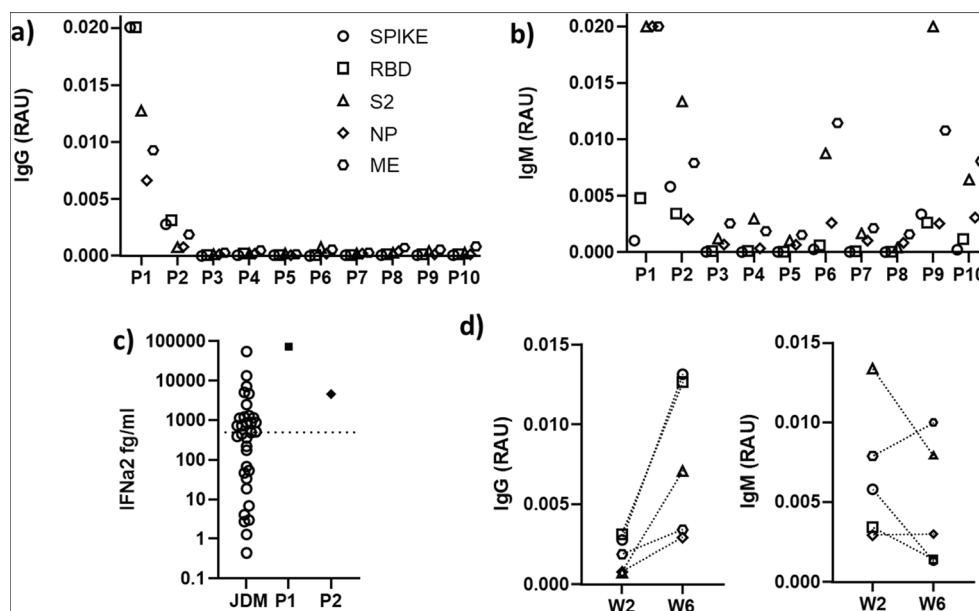 a)
0.020
0.015
0.010
0.005
0.000
IgG (RAU)
SPIKE
RBD
S2
NP
ME
P1 P2 P3 P4 P5 P6 P7 P8 P9 P10
b)
0.020
0.015
0.010
0.005
0.000
IgM (RAU)
P1 P2 P3 P4 P5 P6 P7 P8 P9 P10
c)
100000
10000
1000
100
10
1
0.1
IFNa2 fg/ml
JDM P1 P2
d)
0.015
0.010
0.005
0.000
IgG (RAU)
W2 W6
0.015
0.010
0.005
0.000
IgM (RAU)
W2 W6